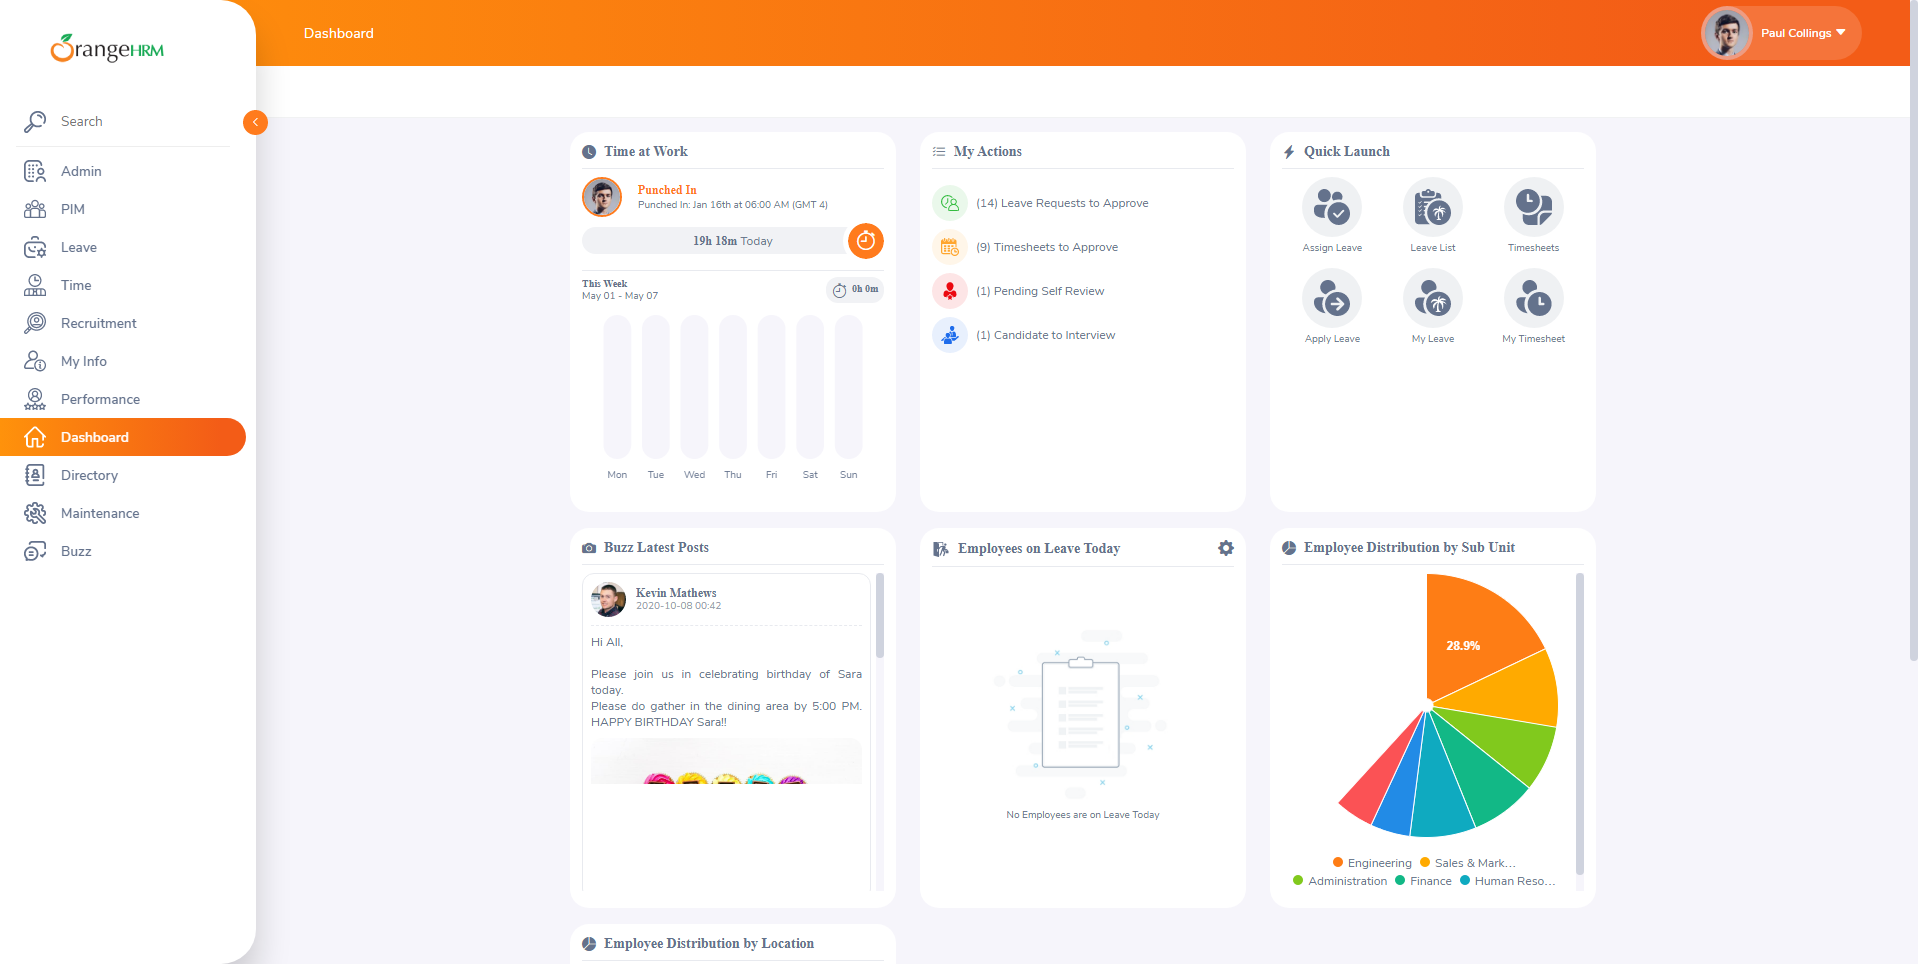 OrangeHRM
Dashboard
Paul Collings
Search
Admin
PIM
Leave
Time
Recruitment
My Info
Performance
Dashboard
Directory
Maintenance
Buzz
Time at Work
Punched In
Punched In: Jan 16th at 06:00 AM (GMT 4)
19h 18m Today
This Week
May 01 - May 07
0h 0m
Mon Tue Wed Thu Fri Sat Sun
My Actions
(14) Leave Requests to Approve
(9) Timesheets to Approve
(1) Pending Self Review
(1) Candidate to Interview
Quick Launch
Assign Leave
Leave List
Timesheets
Apply Leave
My Leave
My Timesheet
Buzz Latest Posts
Kevin Mathews
2020-10-08 00:42
Hi All,
Please join us in celebrating birthday of Sara
today.
Please do gather in the dining area by 5:00 PM.
HAPPY BIRTHDAY Sara!!
Employees on Leave Today
No Employees are on Leave Today
Employee Distribution by Sub Unit
28.9%
Engineering Sales & Mark...
Administration Finance Human Reso...
Employee Distribution by Location